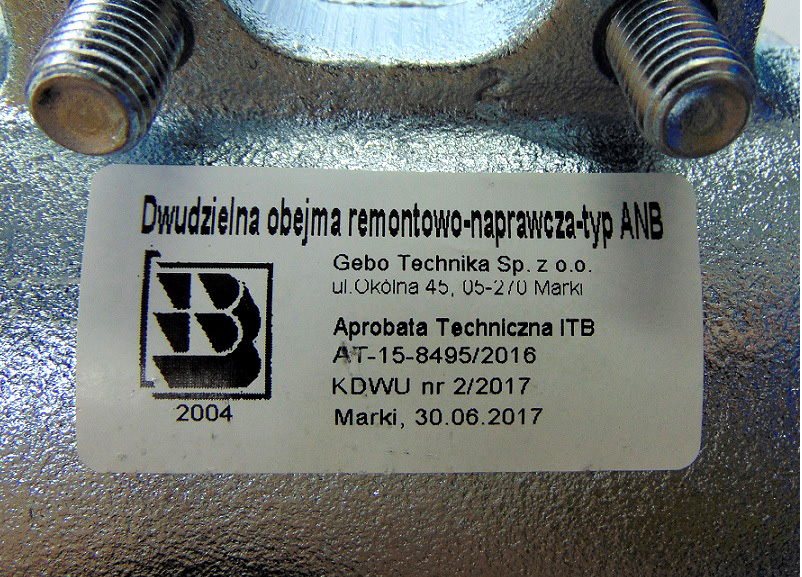 Dwudzielna obejma remontowo-naprawcza-typ ANB
Gebo Technika Sp. z o.o.
ul.Okólna 45, 05-270 Marki
Aprobata Techniczna ITB
AT-15-8495/2016
KDWU nr 2/2017
Marki, 30.06.2017
B
2004